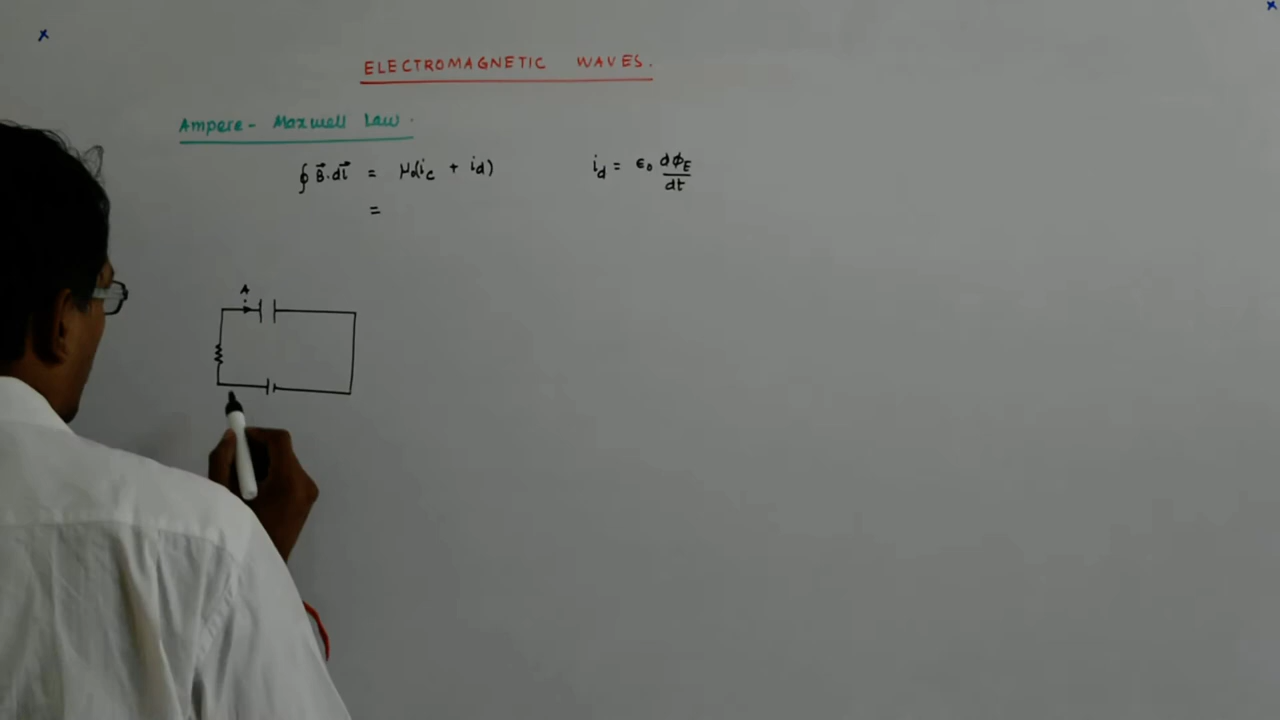 ELECTROMAGNETIC WAVES.
Ampere - Maxwell Law.
∮ B⃗.dl⃗ = μ₀(i_c + i_d) i_d = ϵ₀ dϕ_E/dt
=
A